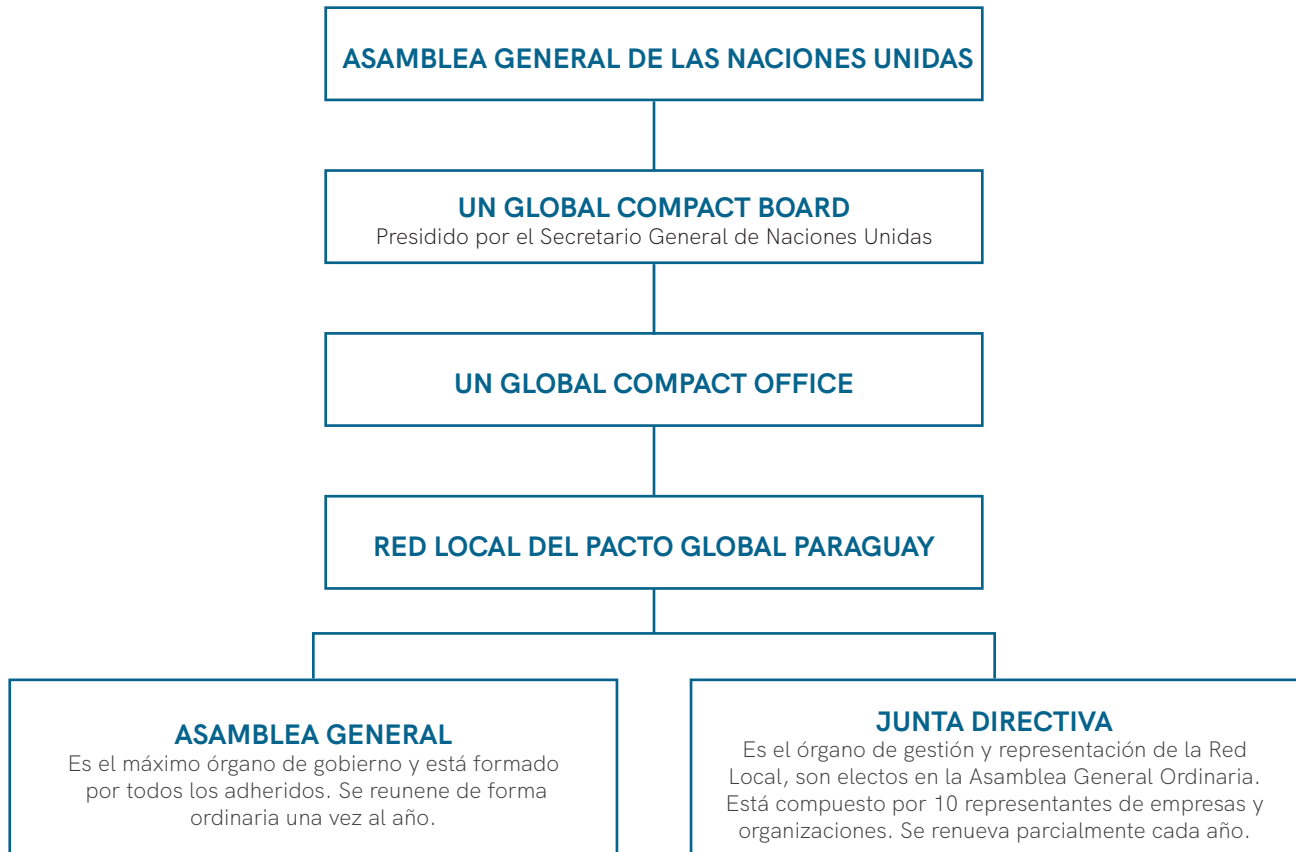 ASAMBLEA GENERAL DE LAS NACIONES UNIDAS
UN GLOBAL COMPACT BOARD
Presidido por el Secretario General de Naciones Unidas
UN GLOBAL COMPACT OFFICE
RED LOCAL DEL PACTO GLOBAL PARAGUAY
ASAMBLEA GENERAL
Es el máximo órgano de gobierno y está formado
por todos los adheridos. Se reunene de forma
ordinaria una vez al año.
JUNTA DIRECTIVA
Es el órgano de gestión y representación de la Red
Local, son electos en la Asamblea General Ordinaria.
Está compuesto por 10 representantes de empresas y
organizaciones. Se renueva parcialmente cada año.